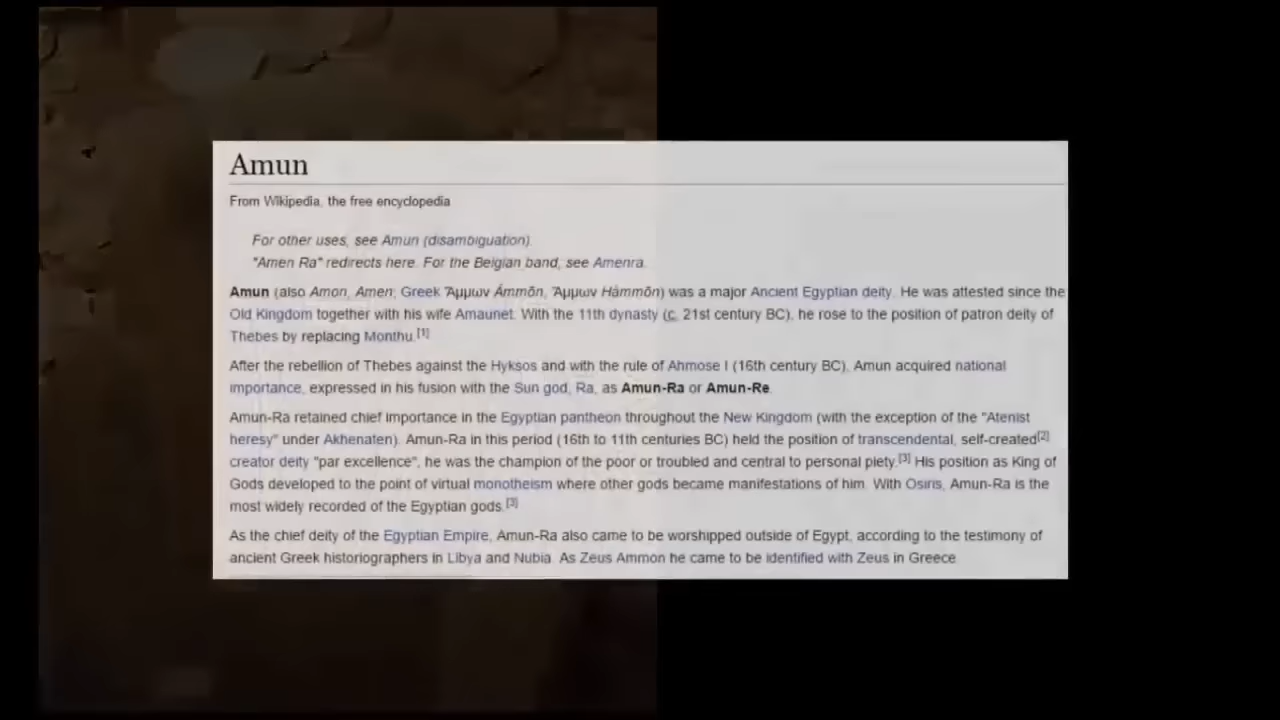 Amun
From Wikipedia, the free encyclopedia
For other uses, see Amun (disambiguation).
"Amen Ra" redirects here. For the Belgian band, see Amenra.
Amun (also Amon, Amen; Greek Ἄμμων Ámmōn, Ἅμμων Hámmōn) was a major Ancient Egyptian deity. He was attested since the
Old Kingdom together with his wife Amaunet. With the 11th dynasty (c. 21st century BC), he rose to the position of patron deity of
Thebes by replacing Monthu.[1]
After the rebellion of Thebes against the Hyksos and with the rule of Ahmose I (16th century BC), Amun acquired national
importance, expressed in his fusion with the Sun god, Ra, as Amun-Ra or Amun-Re.
Amun-Ra retained chief importance in the Egyptian pantheon throughout the New Kingdom (with the exception of the "Atenist
heresy" under Akhenaten). Amun-Ra in this period (16th to 11th centuries BC) held the position of transcendental, self-created[2]
creator deity "par excellence", he was the champion of the poor or troubled and central to personal piety.[3] His position as King of
Gods developed to the point of virtual monotheism where other gods became manifestations of him. With Osiris, Amun-Ra is the
most widely recorded of the Egyptian gods.[3]
As the chief deity of the Egyptian Empire, Amun-Ra also came to be worshipped outside of Egypt, according to the testimony of
ancient Greek historiographers in Libya and Nubia. As Zeus Ammon he came to be identified with Zeus in Greece.